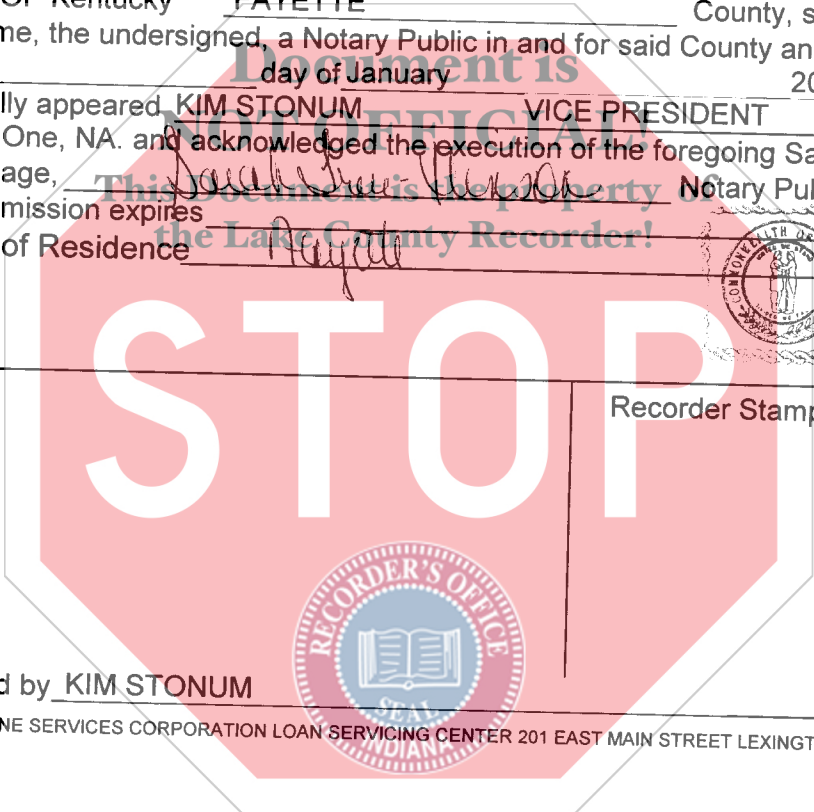 Of Kentucky FAYETTE County, s
me, the undersigned, a Notary Public in and for said County an
day of January 20
lly appeared KIM STONUM VICE PRESIDENT
One, NA. and acknowledged the execution of the foregoing Sa
age, Notary Pul
mission expires
of Residence Fayette
Document is
NOT OFFICIAL!
This Document is the property of
the Lake County Recorder!
COMMONWEALTH OF
STOP
Recorder Stamp
RECORDER'S OFFICE
SEAL
INDIANA
d by KIM STONUM
NE SERVICES CORPORATION LOAN SERVICING CENTER 201 EAST MAIN STREET LEXINGT